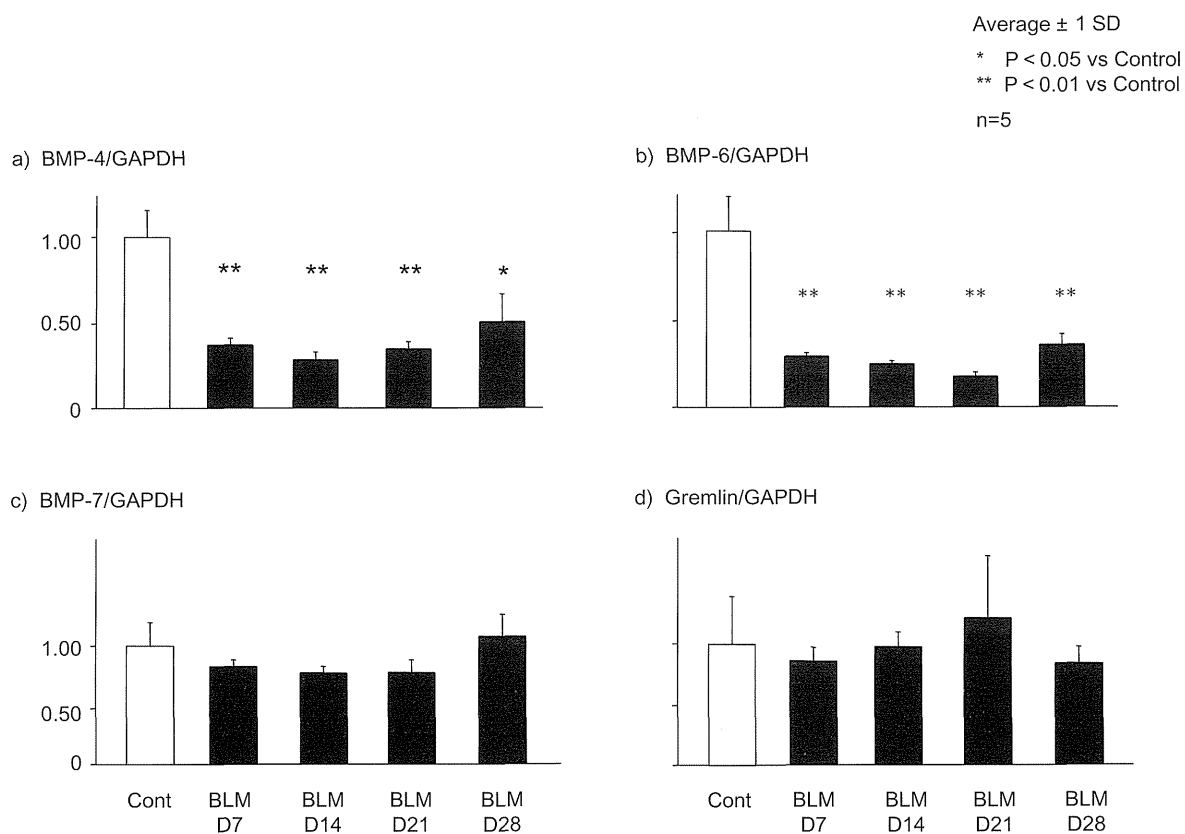 Average ± 1 SD
* P < 0.05 vs Control
** P < 0.01 vs Control
n=5
a) BMP-4/GAPDH
1.00
0.50
0
** ** ** *
b) BMP-6/GAPDH
** ** ** **
c) BMP-7/GAPDH
1.00
0.50
0
Cont BLM BLM BLM BLM
D7 D14 D21 D28
d) Gremlin/GAPDH
Cont BLM BLM BLM BLM
D7 D14 D21 D28